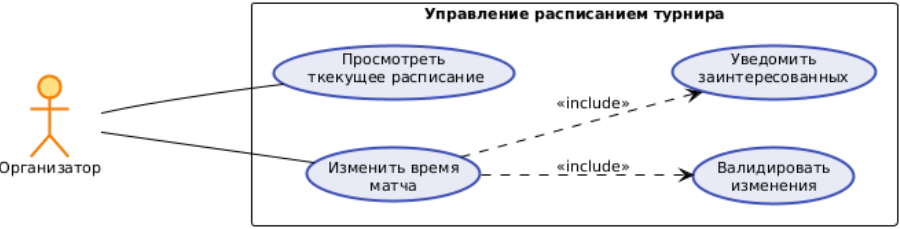 Управление расписанием турнира
Просмотреть
ткекущее расписание
Уведомить
заинтересованных
«include»
Организатор
Изменить время
матча
«include»
Валидировать
изменения